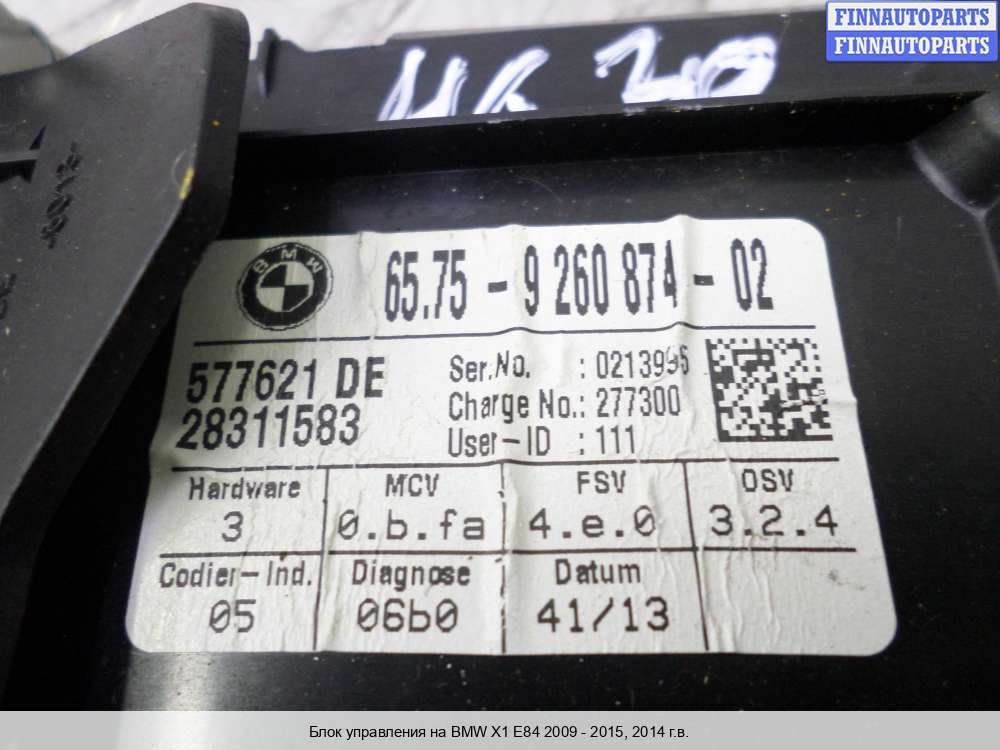 FINNAUTOPARTS
FINNAUTOPARTS
BMW
65.75 - 9 260 874 - 02
577621 DE
28311583
Ser.No. : 0213996
Charge No.: 277300
User-ID : 111
Hardware
3
MCV
0.b.fa
FSV
4.e.0
OSV
3.2.4
Codier-Ind.
05
Diagnose
06b0
Datum
41/13
Блок управления на BMW X1 E84 2009 - 2015, 2014 г.в.